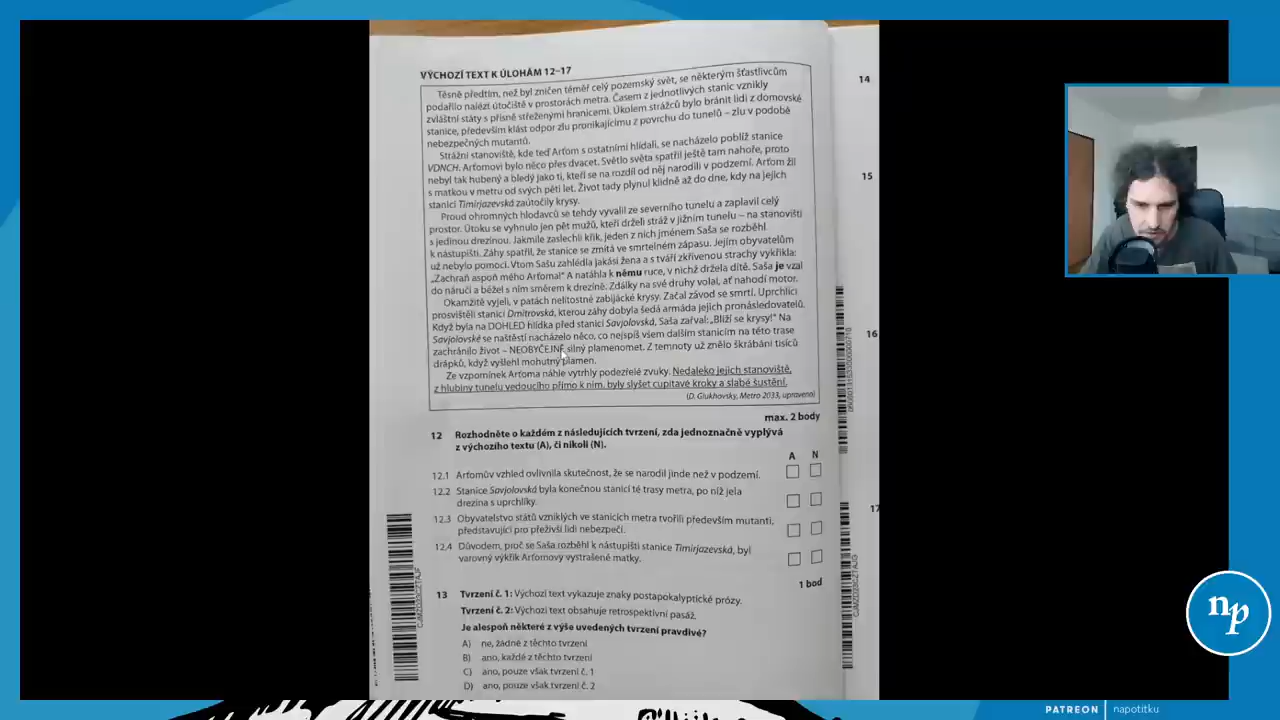 VÝCHOZÍ TEXT K ÚLOHÁM 12–17
Těsně předtím, než byl zničen téměř celý pozemský svět, se některým šťastlivcům
podařilo nalézt útočiště v prostorách metra. Časem z jednotlivých stanic vznikly
zvláštní státy s přísně střeženými hranicemi. Úkolem strážců bylo bránit lidi z domovské
stanice, především klást odpor zlu pronikajícímu z povrchu do tunelů – zlu v podobě
nebezpečných mutantů.
Strážní stanoviště, kde teď Arťom s ostatními hlídali, se nacházelo poblíž stanice
VDNCH. Arťomovi bylo něco přes dvacet. Světlo světa spatřil ještě tam nahoře, proto
nebyl tak hubený a bledý jako ti, kteří se na rozdíl od něj narodili v podzemí. Arťom žil
s matkou v metru od svých pěti let. Život tady plynul klidně až do dne, kdy na jejich
stanici Timirjazevská zaútočily krysy.
Proud ohromných hlodavců se tehdy vyvalil ze severního tunelu a zaplavil celý
prostor. Útoku se vyhnulo jen pět mužů, kteří drželi stráž v jižním tunelu – na stanovišti
s jedinou drezínou. Jakmile zaslechli křik, jeden z nich jménem Saša se rozběhl
k nástupišti. Záhy spatřil, že stanice se zmítá ve smrtelném zápasu. Jejím obyvatelům
už nebylo pomoci. Vtom Sašu zahlédla jakási žena a s tváří zkřivenou strachy vykřikla:
„Zachraň aspoň mého Arťoma!“ A natáhla k němu ruce, v nichž držela dítě. Saša je vzal
do náručí a běžel s ním směrem k drezíně. Zdálky na své druhy volal, ať nahodí motor.
Okamžitě vyjeli, v patách nelítostné zabijácké krysy. Začal závod se smrtí. Uprchlíci
prosvištěli stanici Dmitrovská, kterou záhy dobyla šedá armáda jejich pronásledovatelů.
Když byla na DOHLED hlídka před stanicí Savjolovská, Saša zařval: „Blíží se krysy!“ Na
Savjolovské se naštěstí nacházelo něco, co nejspíš všem dalším stanicím na této trase
zachránilo život – NEOBYČEJNĚ silný plamenomet. Z temnoty už znělo škrábání tisíců
drápků, když vyšlehl mohutný plamen.
Ze vzpomínek Arťoma náhle vytrhly podezřelé zvuky. Nedaleko jejich stanoviště,
z hlubiny tunelu vedoucího přímo k nim, byly slyšet cupitavé kroky a slabé šustění.
(D. Glukhovsky, Metro 2033, upraveno)
max. 2 body
12 Rozhodněte o každém z následujících tvrzení, zda jednoznačně vyplývá
z výchozího textu (A), či nikoli (N).
A N
12.1 Arťomův vzhled ovlivnila skutečnost, že se narodil jinde než v podzemí.
12.2 Stanice Savjolovská byla konečnou stanicí té trasy metra, po níž jela
drezína s uprchlíky.
12.3 Obyvatelstvo států vzniklých ve stanicích metra tvořili především mutanti,
představující pro přeživší lidi nebezpečí.
12.4 Důvodem, proč se Saša rozběhl k nástupišti stanice Timirjazevská, byl
varovný výkřik Arťomovy vystrašené matky.
1 bod
13 Tvrzení č. 1: Výchozí text vykazuje znaky postapokalyptické prózy.
Tvrzení č. 2: Výchozí text obsahuje retrospektivní pasáž.
Je alespoň některé z výše uvedených tvrzení pravdivé?
A) ne, žádné z těchto tvrzení
B) ano, každé z těchto tvrzení
C) ano, pouze však tvrzení č. 1
D) ano, pouze však tvrzení č. 2
14
15
16
17
np
PATREON napotitku